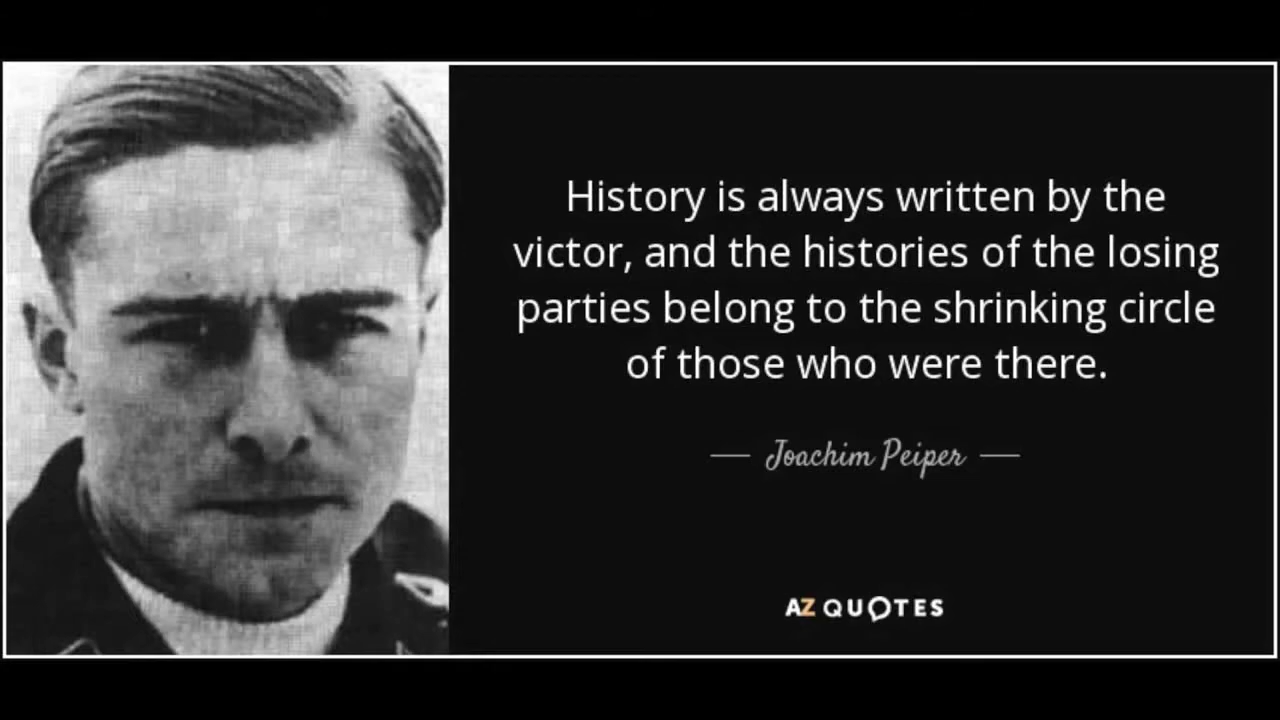 History is always written by the
victor, and the histories of the losing
parties belong to the shrinking circle
of those who were there.
Joachim Peiper
AZ QUOTES